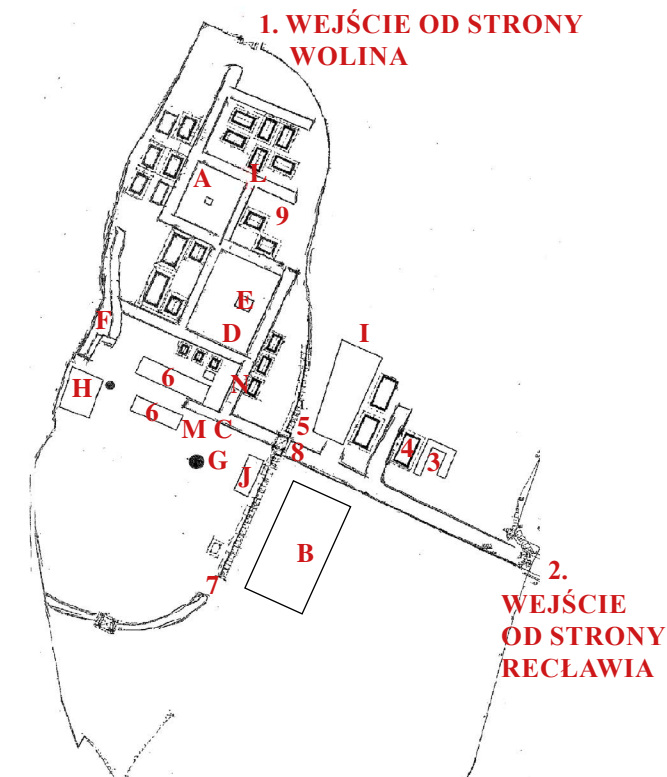 1. WEJŚCIE OD STRONY
WOLINA
A
Ł
9
E
F
D
I
H
6
N
6
M C
5
8
4
3
G
J
B
7
2.
WEJŚCIE
OD STRONY
RECŁAWIA